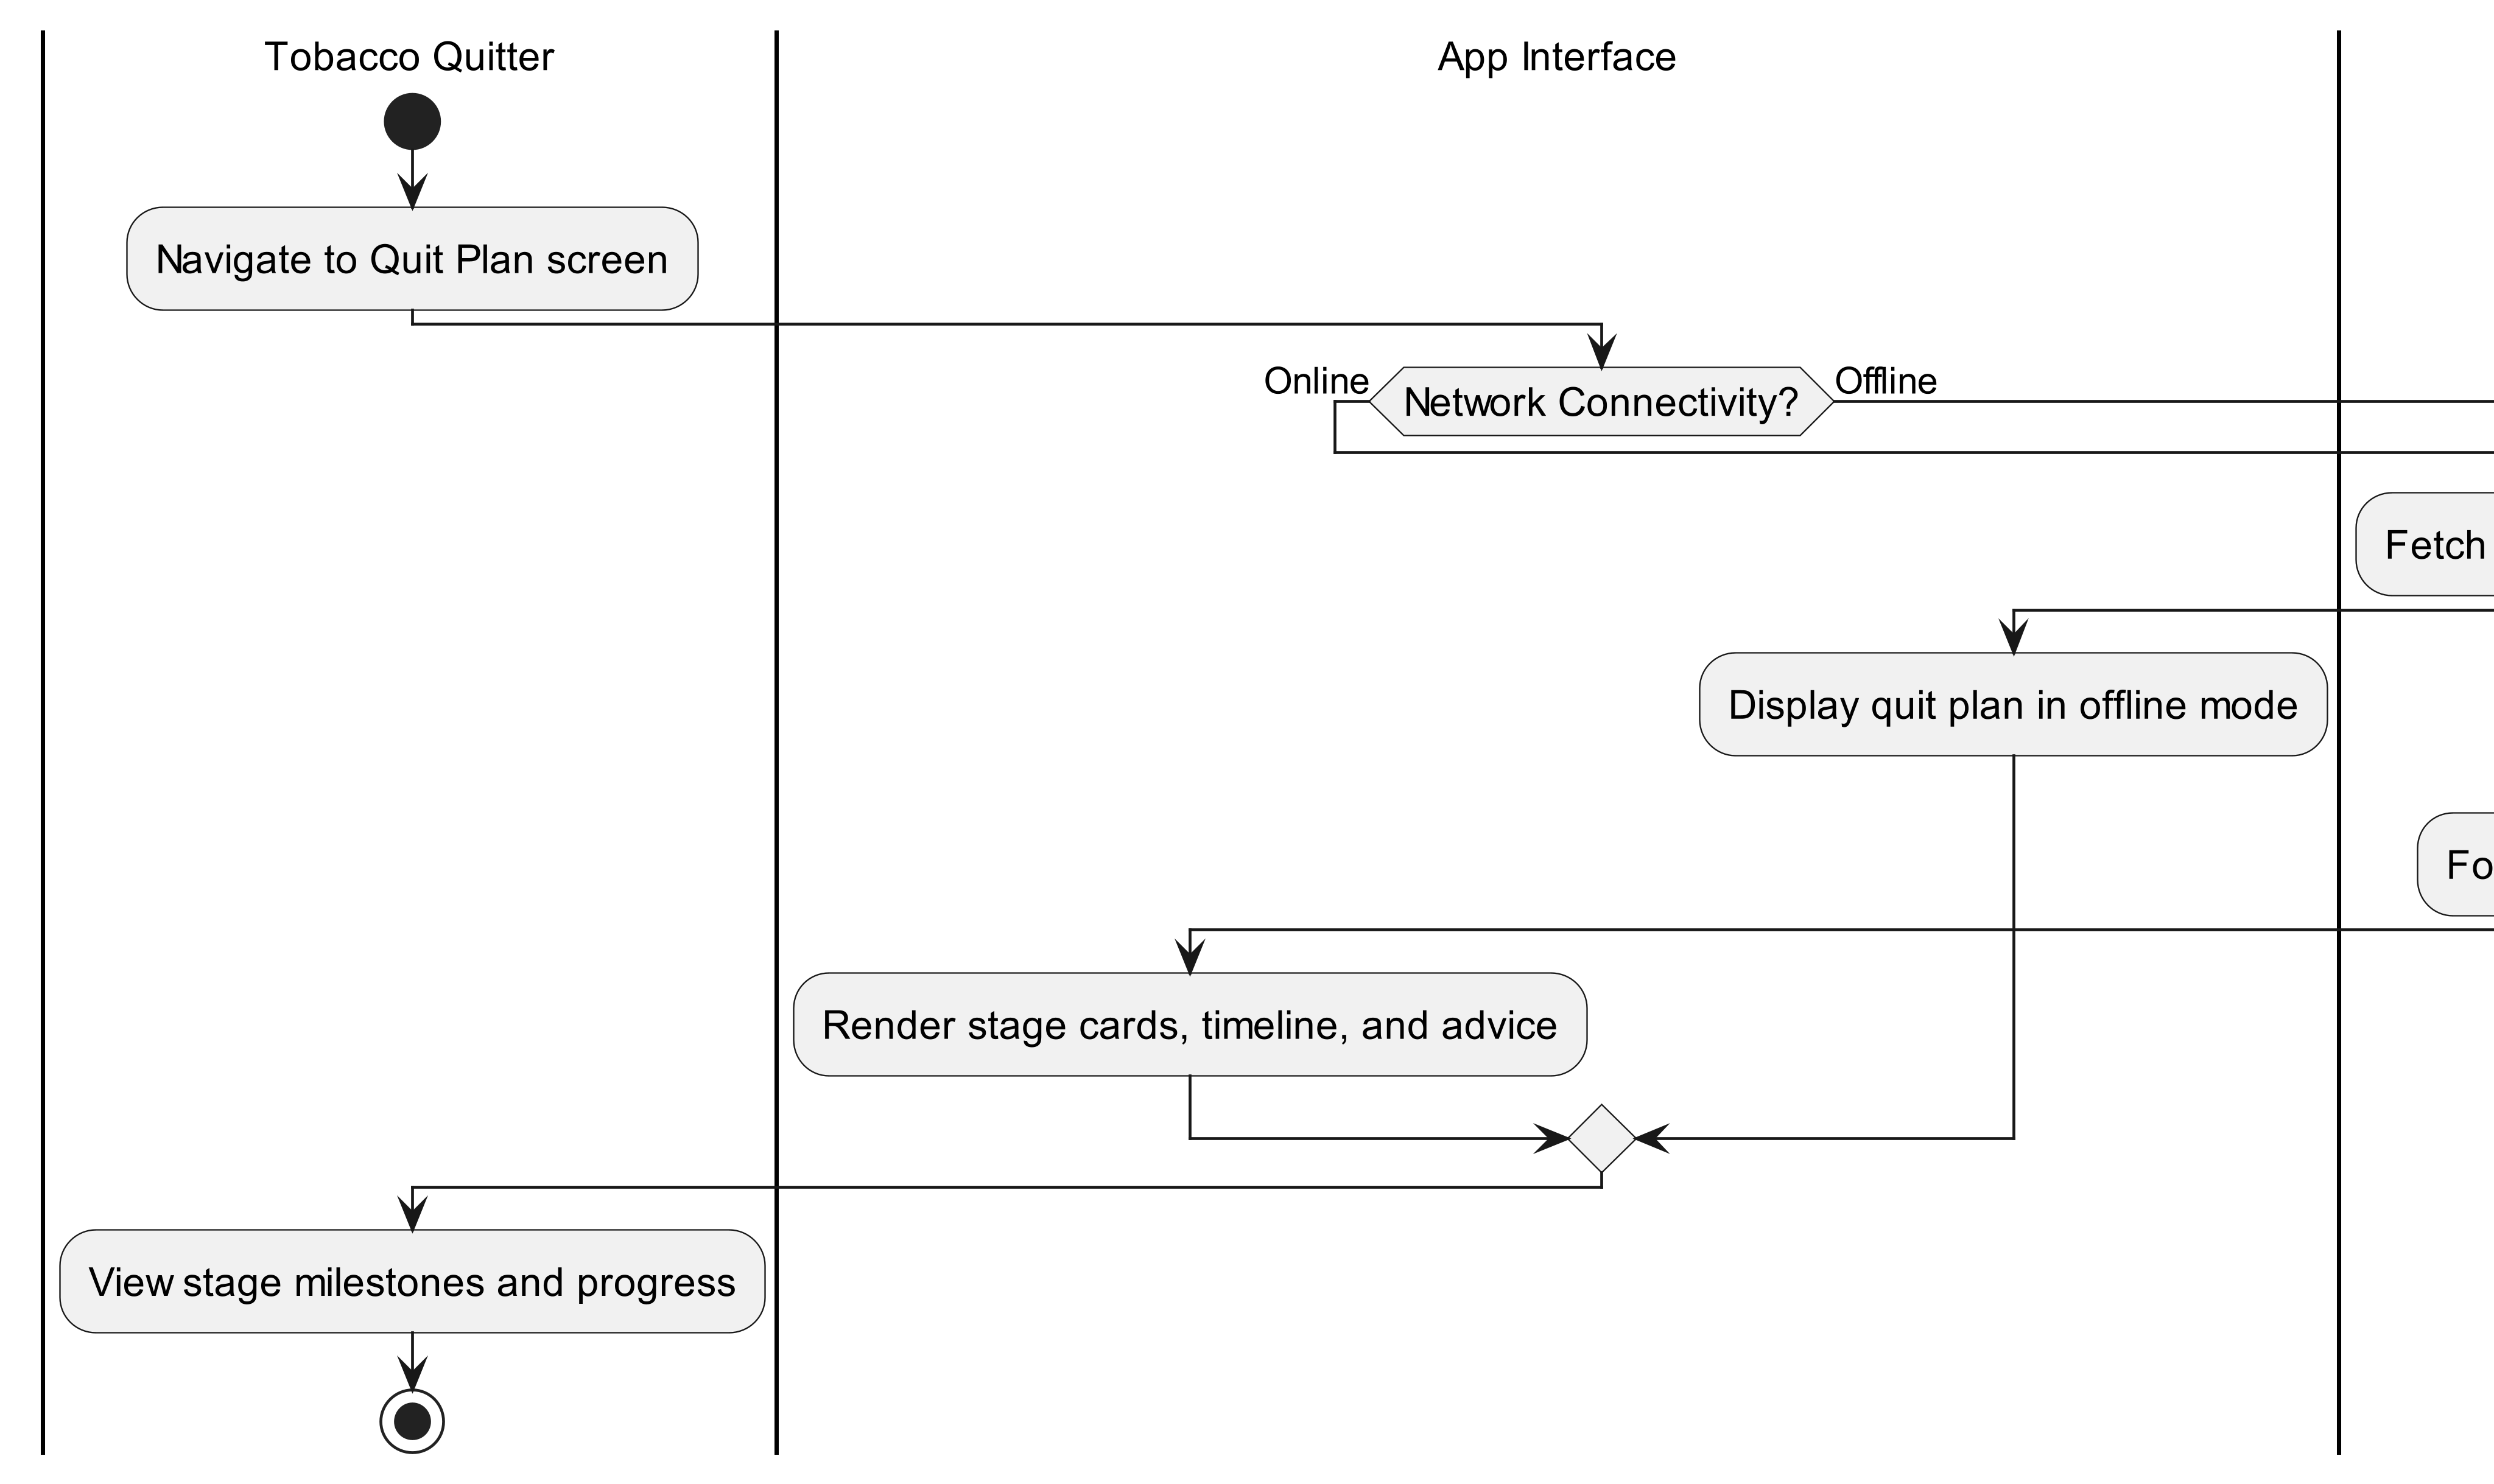 Tobacco Quitter
App Interface
Navigate to Quit Plan screen
Online
Network Connectivity?
Offline
Fetch
Display quit plan in offline mode
Fo
Render stage cards, timeline, and advice
View stage milestones and progress